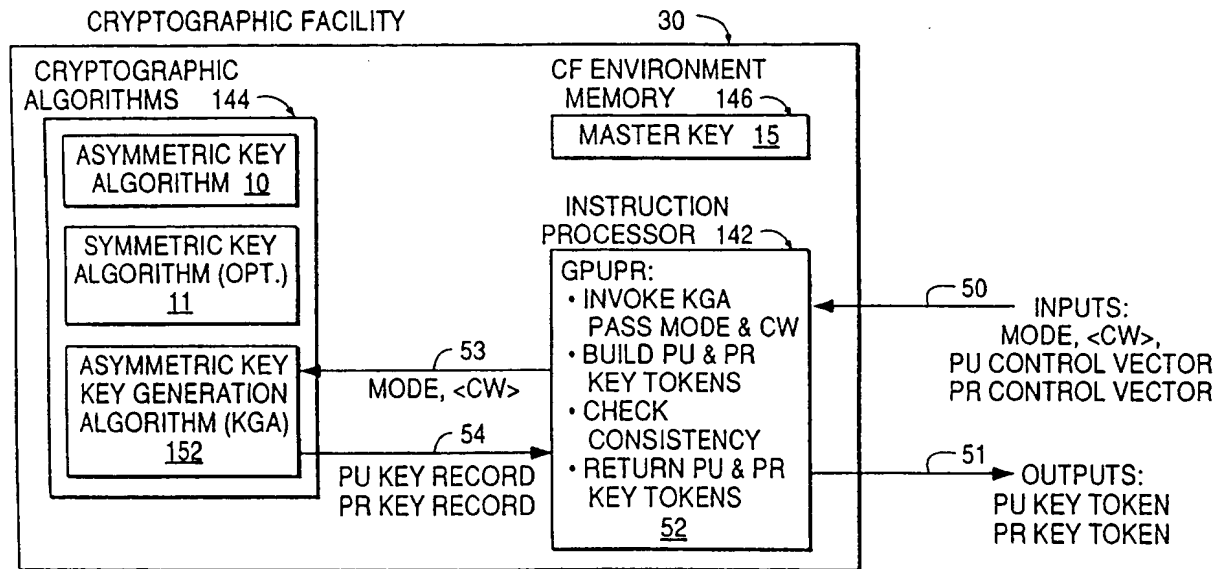 CRYPTOGRAPHIC FACILITY
30
CRYPTOGRAPHIC
ALGORITHMS 144
ASYMMETRIC KEY
ALGORITHM 10
SYMMETRIC KEY
ALGORITHM (OPT.)
11
ASYMMETRIC KEY
KEY GENERATION
ALGORITHM (KGA)
152
53
MODE, <CW>
54
PU KEY RECORD
PR KEY RECORD
CF ENVIRONMENT
MEMORY 146
MASTER KEY 15
INSTRUCTION
PROCESSOR 142
GPUPR:
• INVOKE KGA
PASS MODE & CW
• BUILD PU & PR
KEY TOKENS
• CHECK
CONSISTENCY
• RETURN PU & PR
KEY TOKENS
52
50
INPUTS:
MODE, <CW>,
PU CONTROL VECTOR
PR CONTROL VECTOR
51
OUTPUTS:
PU KEY TOKEN
PR KEY TOKEN